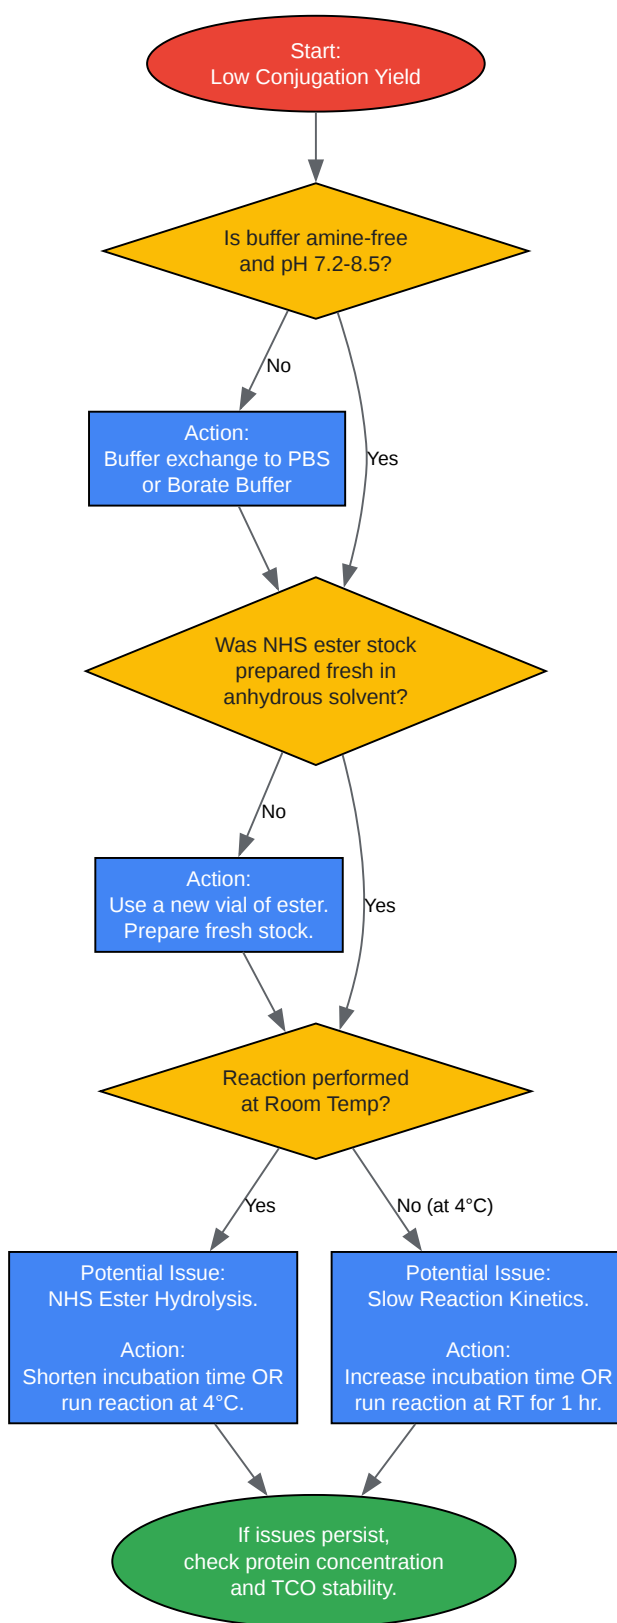 Start:
Low Conjugation Yield
Is buffer amine-free
and pH 7.2-8.5?
No
Yes
Action:
Buffer exchange to PBS
or Borate Buffer
Was NHS ester stock
prepared fresh in
anhydrous solvent?
No
Yes
Action:
Use a new vial of ester.
Prepare fresh stock.
Reaction performed
at Room Temp?
Yes
No (at 4°C)
Potential Issue:
NHS Ester Hydrolysis.
Action:
Shorten incubation time OR
run reaction at 4°C.
Potential Issue:
Slow Reaction Kinetics.
Action:
Increase incubation time OR
run reaction at RT for 1 hr.
If issues persist,
check protein concentration
and TCO stability.